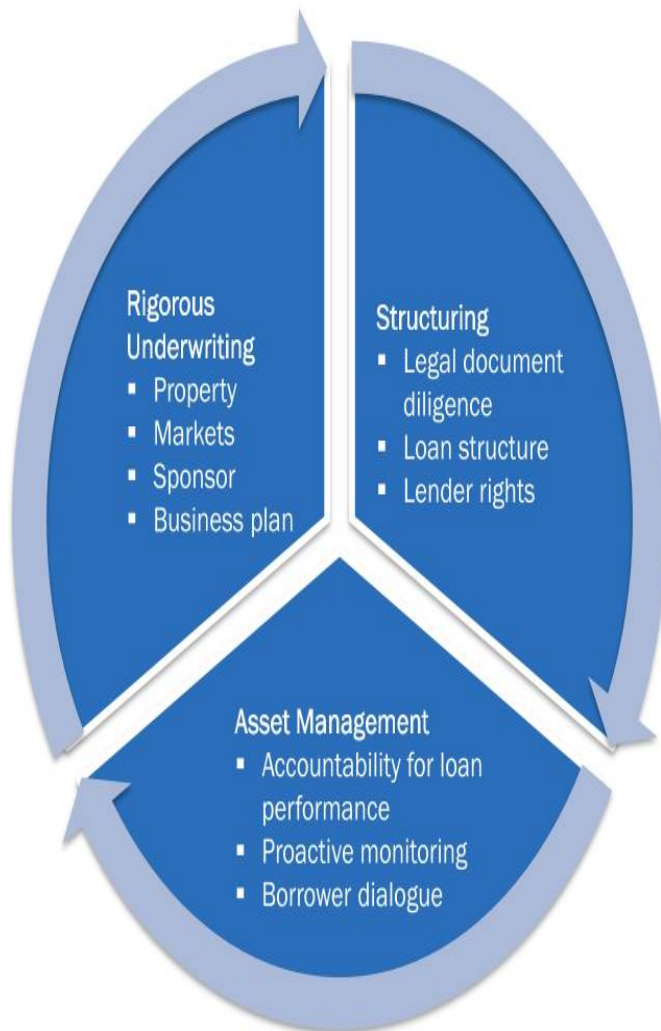 Rigorous
Underwriting
▪ Property
▪ Markets
▪ Sponsor
▪ Business plan
Structuring
▪ Legal document
diligence
▪ Loan structure
▪ Lender rights
Asset Management
▪ Accountability for loan
performance
▪ Proactive monitoring
▪ Borrower dialogue